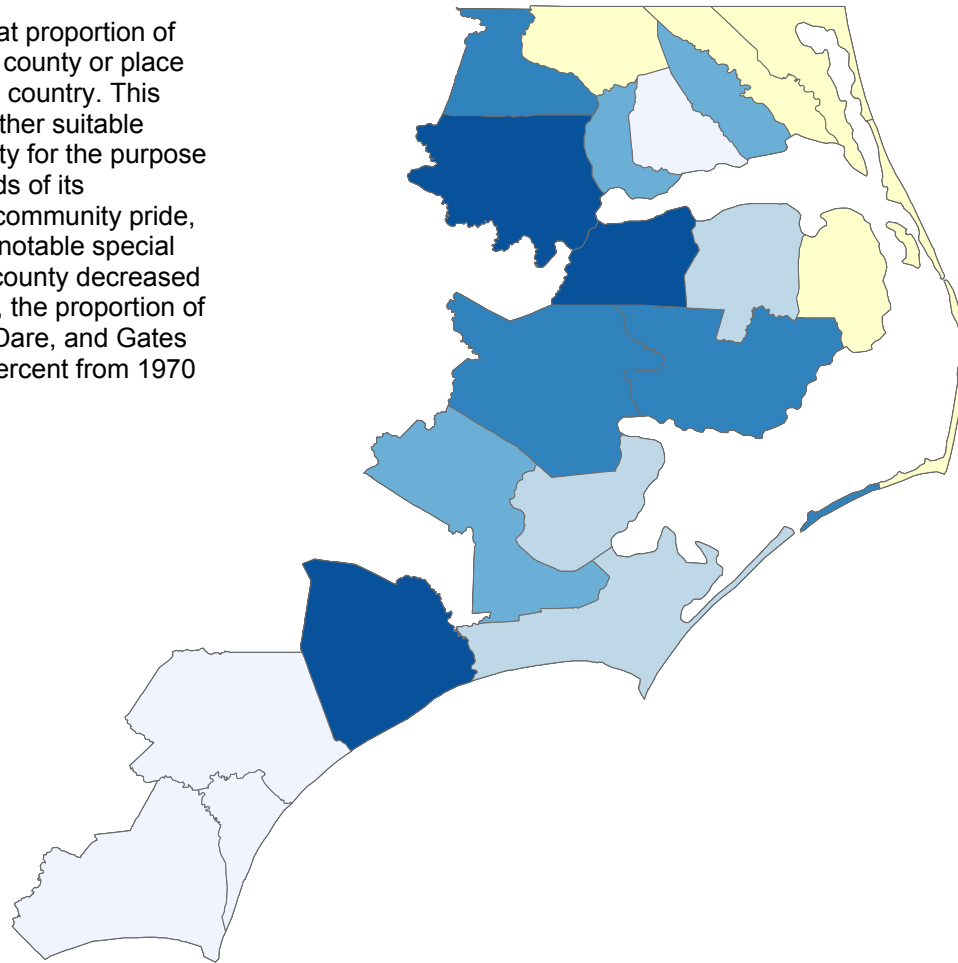 at proportion of
county or place
country. This
ther suitable
ty for the purpose
ds of its
community pride,
notable special
county decreased
, the proportion of
Dare, and Gates
ercent from 1970